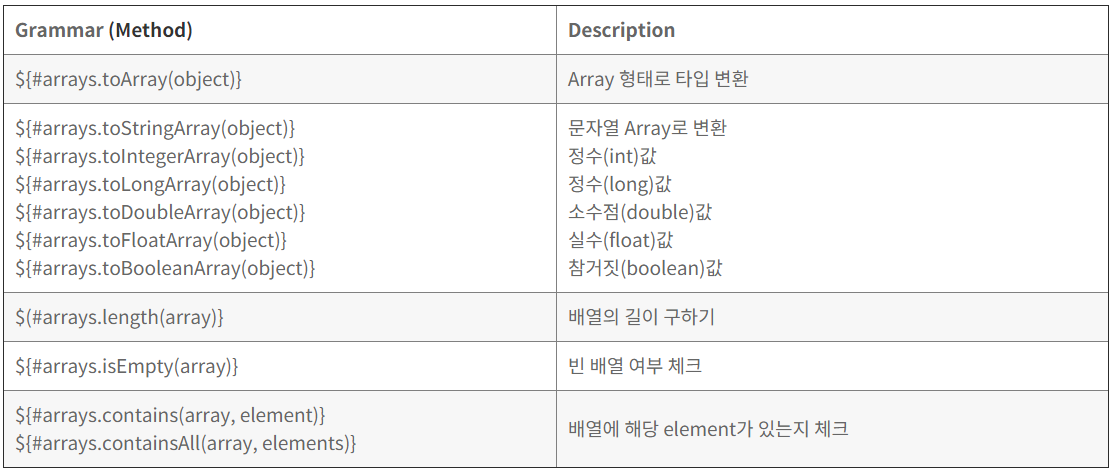 Grammar (Method) Description
${#arrays.toArray(object)} Array 형태로 타입 변환
${#arrays.toStringArray(object)} 문자열 Array로 변환
${#arrays.toIntegerArray(object)} 정수(int)값
${#arrays.toLongArray(object)} 정수(long)값
${#arrays.toDoubleArray(object)} 소수점(double)값
${#arrays.toFloatArray(object)} 실수(float)값
${#arrays.toBooleanArray(object)} 참거짓(boolean)값
$(#arrays.length(array)} 배열의 길이 구하기
${#arrays.isEmpty(array)} 빈 배열 여부 체크
${#arrays.contains(array, element)}
${#arrays.containsAll(array, elements)}
배열에 해당 element가 있는지 체크